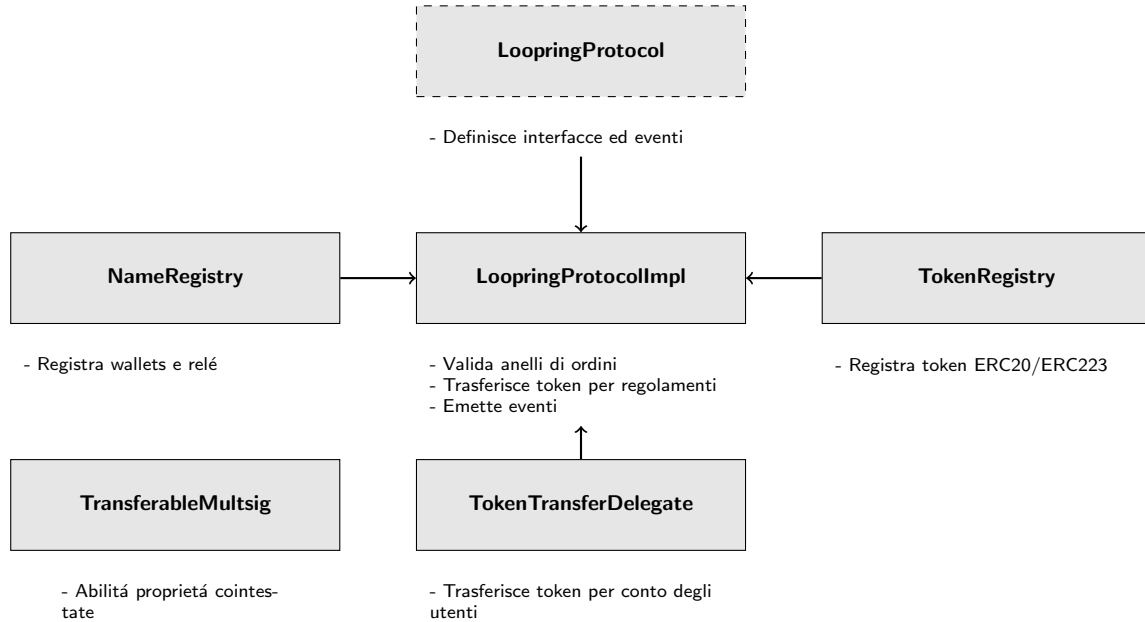 LoopringProtocol
- Definisce interfacce ed eventi
NameRegistry
LoopringProtocolImpl
TokenRegistry
- Registra wallets e relé
- Valida anelli di ordini
- Trasferisce token per regolamenti
- Emette eventi
- Registra token ERC20/ERC223
TransferableMultsig
TokenTransferDelegate
- Abilitá proprietá cointes-
tate
- Trasferisce token per conto degli
utenti